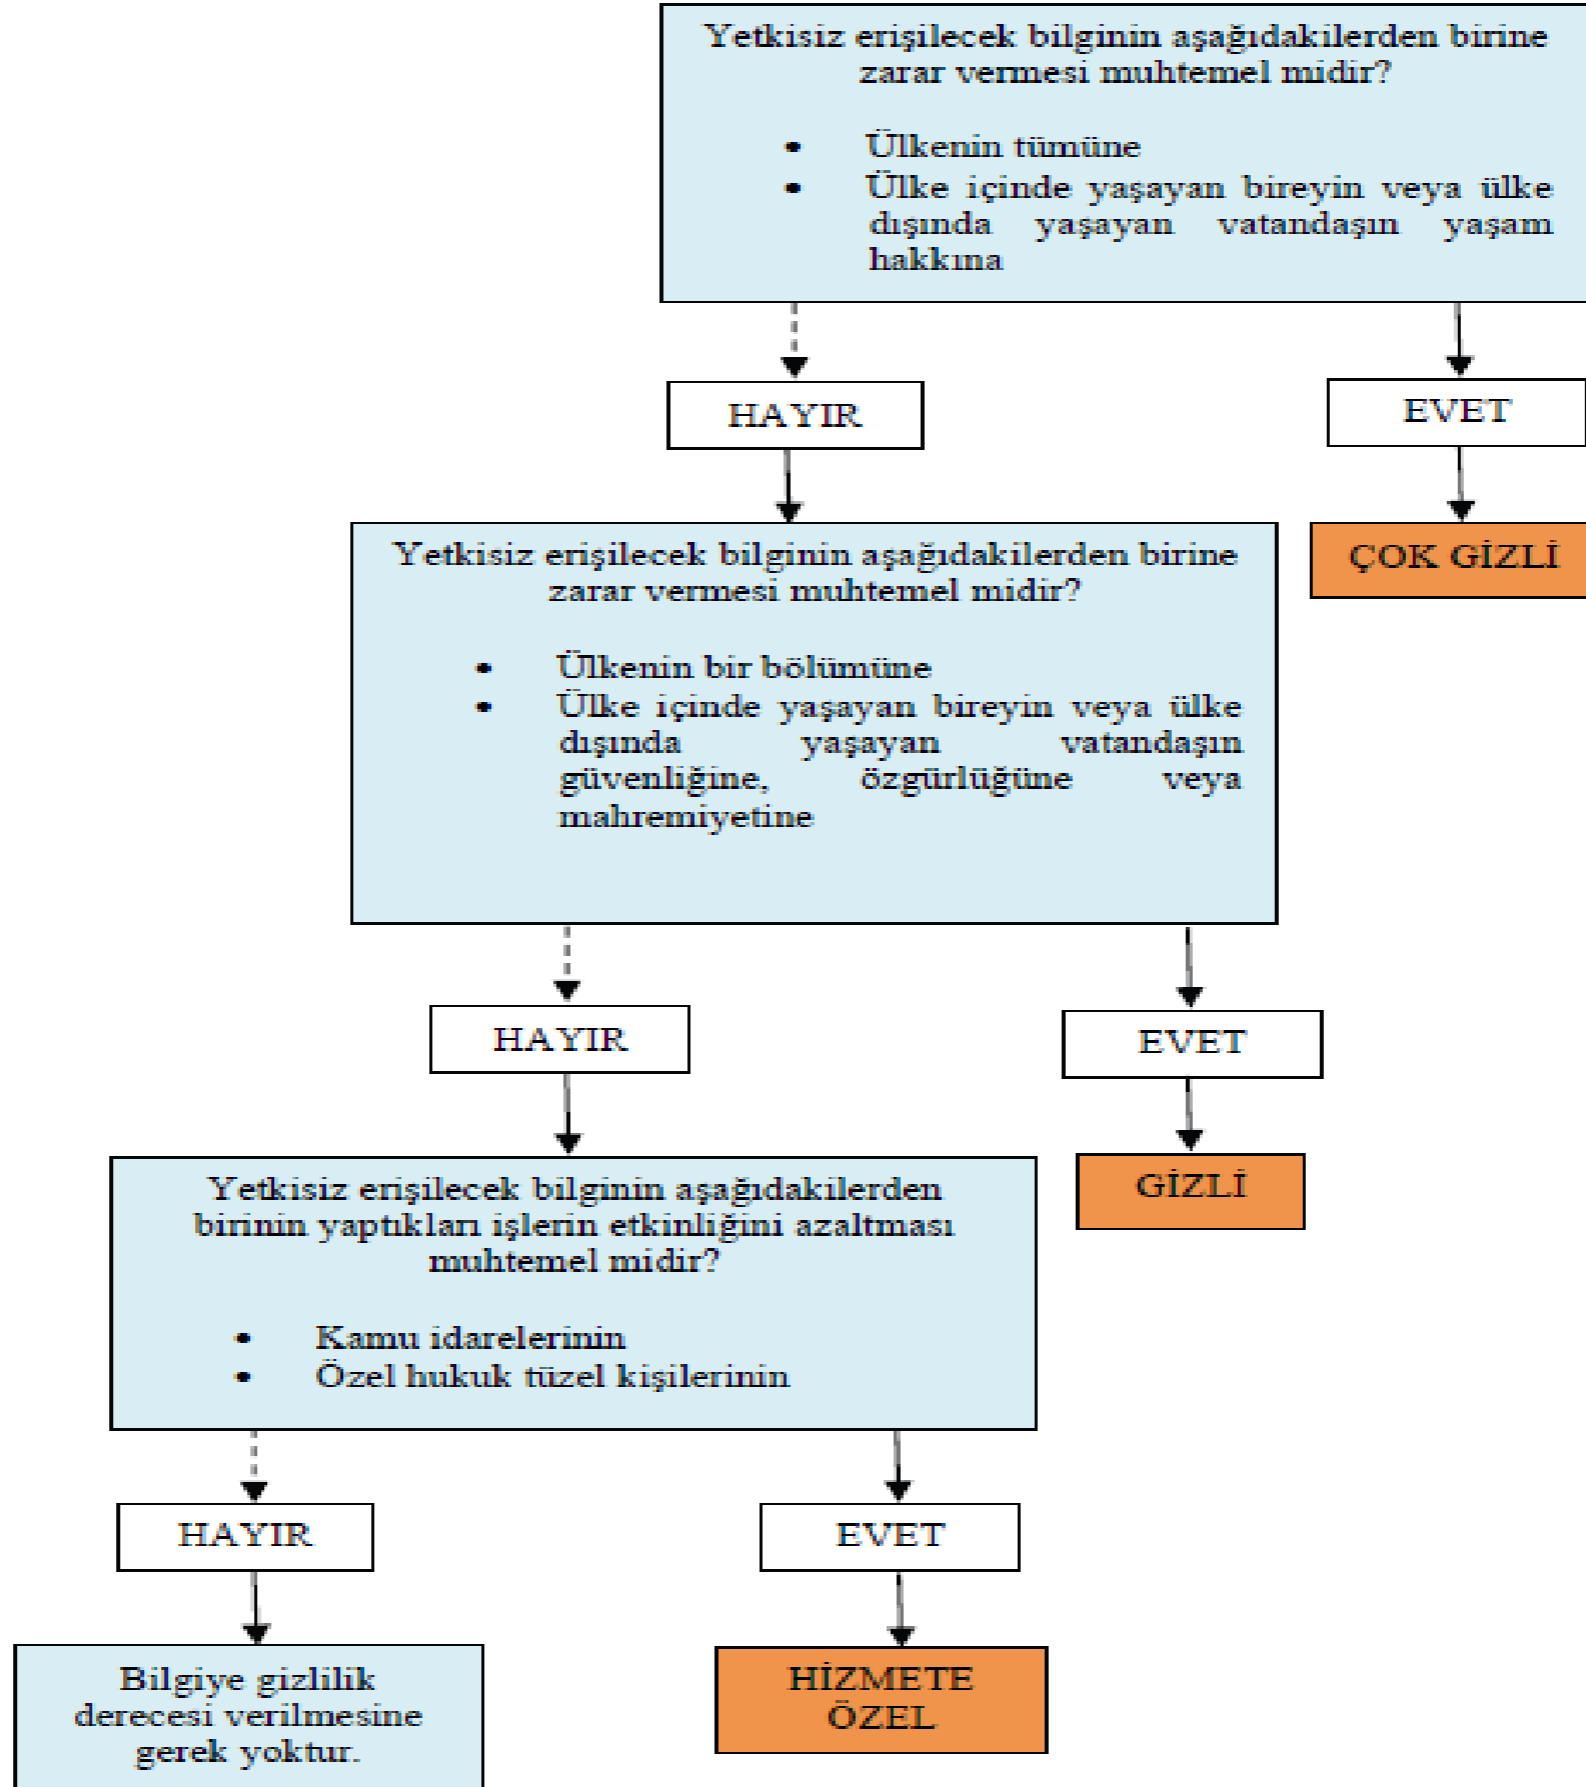 Yetkisiz erişilecek bilginin aşağıdakilerden birine
zarar vermesi muhtemel midir?
• Ülkenin tümüne
• Ülke içinde yaşayan bireyin veya ülke
dışında yaşayan vatandaşın yaşam
hakkına
HAYIR
EVET
Yetkisiz erişilecek bilginin aşağıdakilerden birine
zarar vermesi muhtemel midir?
• Ülkenin bir bölümüne
• Ülke içinde yaşayan bireyin veya ülke
dışında yaşayan vatandaşın
güvenliğine, özgürlüğüne veya
mahremiyetine
ÇOK GİZLİ
HAYIR
EVET
Yetkisiz erişilecek bilginin aşağıdakilerden
birinin yaptıkları işlerin etkinliğini azaltması
muhtemel midir?
• Kamu idarelerinin
• Özel hukuk tüzel kişilerinin
GİZLİ
HAYIR
EVET
Bilgiye gizlilik
derecesi verilmesine
gerek yoktur.
HİZMETE
ÖZEL